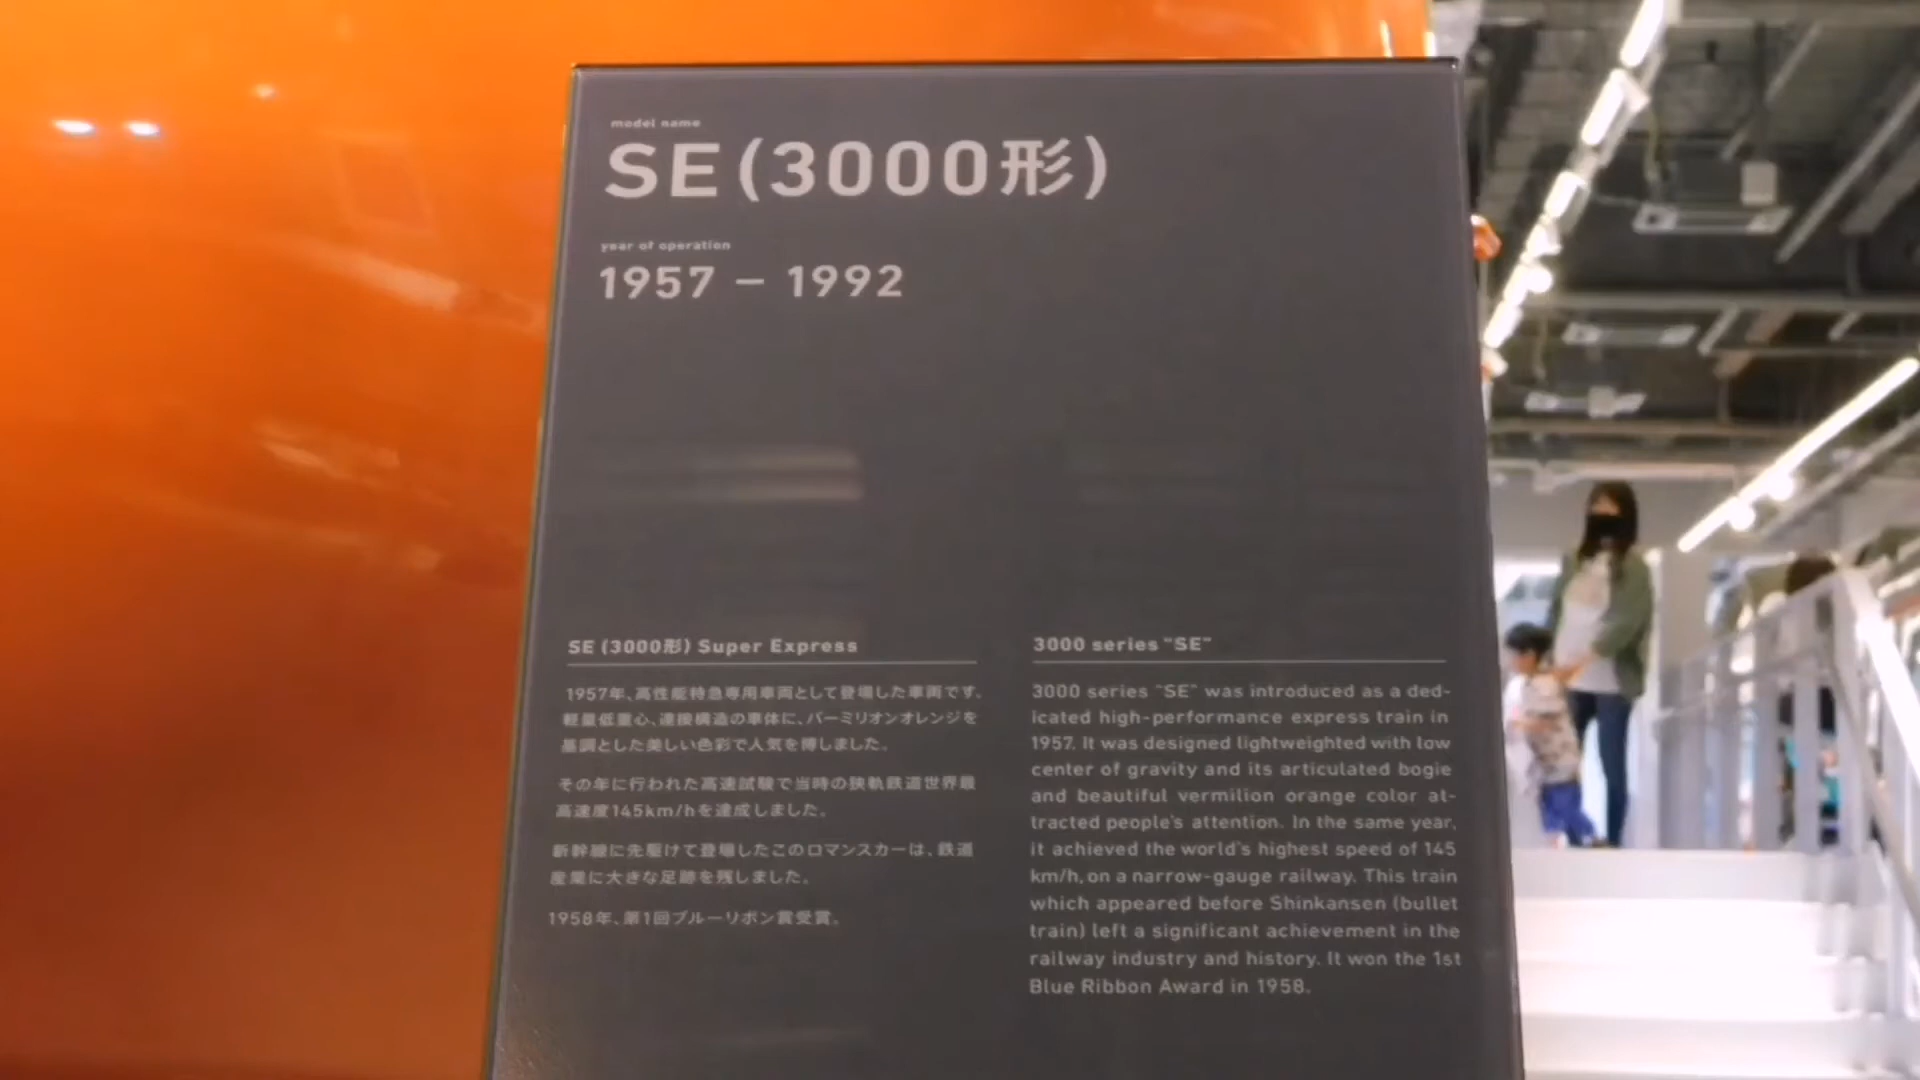 model name
SE (3000形)
year of operation
1957 – 1992
SE (3000形) Super Express
1957年、高性能特急専用車両として登場した車両です。
軽量低重心、連接構造の車体に、バーミリオンオレンジを
基調とした美しい色彩で人気を博しました。
その年に行われた高速試験で当時の狭軌鉄道世界最
高速度145km/hを達成しました。
新幹線に先駆けて登場したこのロマンスカーは、鉄道
産業に大きな足跡を残しました。
1958年、第1回ブルーリボン賞受賞。
3000 series "SE"
3000 series "SE" was introduced as a ded-
icated high-performance express train in
1957. It was designed lightweighted with low
center of gravity and its articulated bogie
and beautiful vermilion orange color at-
tracted people's attention. In the same year,
it achieved the world's highest speed of 145
km/h, on a narrow-gauge railway. This train
which appeared before Shinkansen (bullet
train) left a significant achievement in the
railway industry and history. It won the 1st
Blue Ribbon Award in 1958.